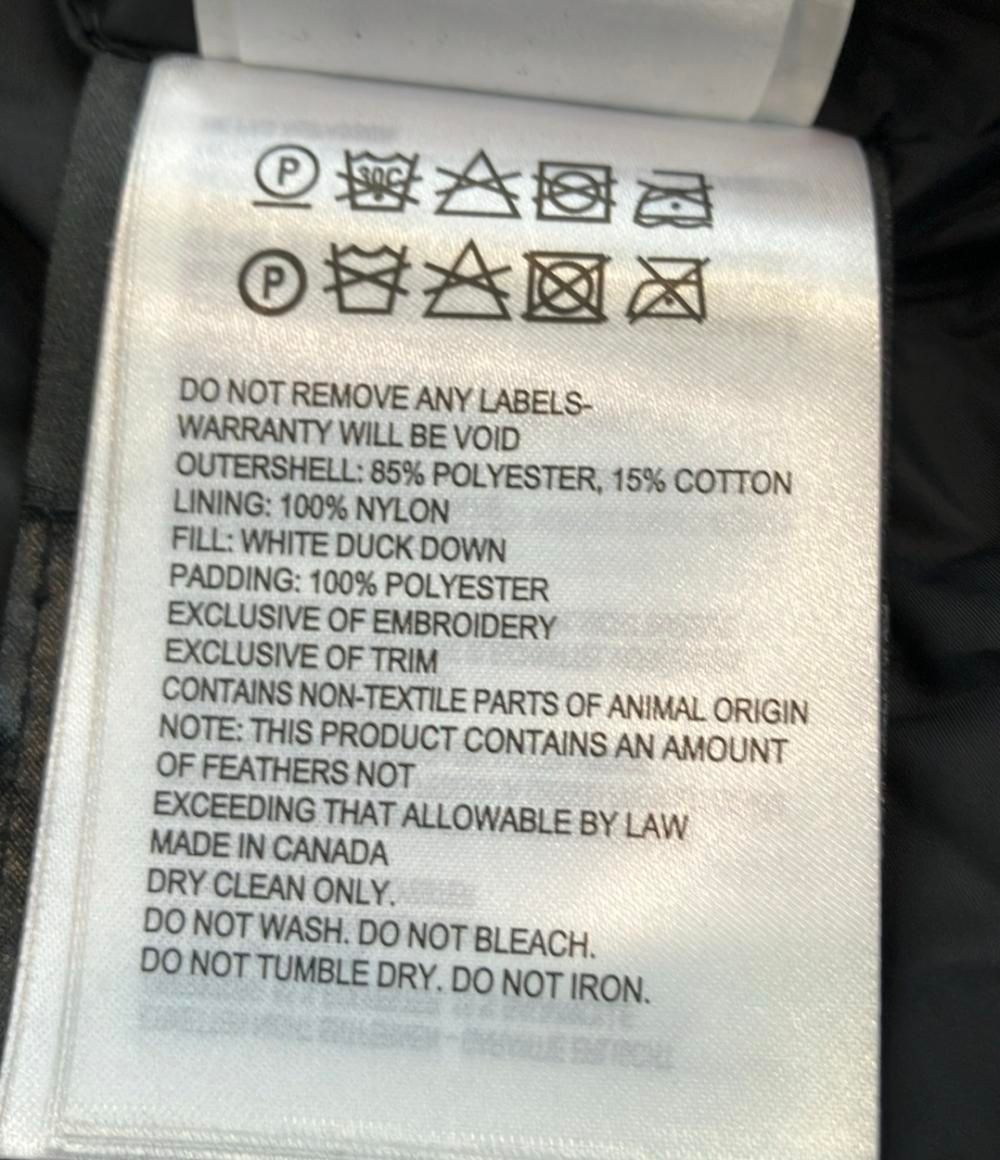 P 30C
P
DO NOT REMOVE ANY LABELS-
WARRANTY WILL BE VOID
OUTERSHELL: 85% POLYESTER, 15% COTTON
LINING: 100% NYLON
FILL: WHITE DUCK DOWN
PADDING: 100% POLYESTER
EXCLUSIVE OF EMBROIDERY
EXCLUSIVE OF TRIM
CONTAINS NON-TEXTILE PARTS OF ANIMAL ORIGIN
NOTE: THIS PRODUCT CONTAINS AN AMOUNT
OF FEATHERS NOT
EXCEEDING THAT ALLOWABLE BY LAW
MADE IN CANADA
DRY CLEAN ONLY.
DO NOT WASH. DO NOT BLEACH.
DO NOT TUMBLE DRY. DO NOT IRON.